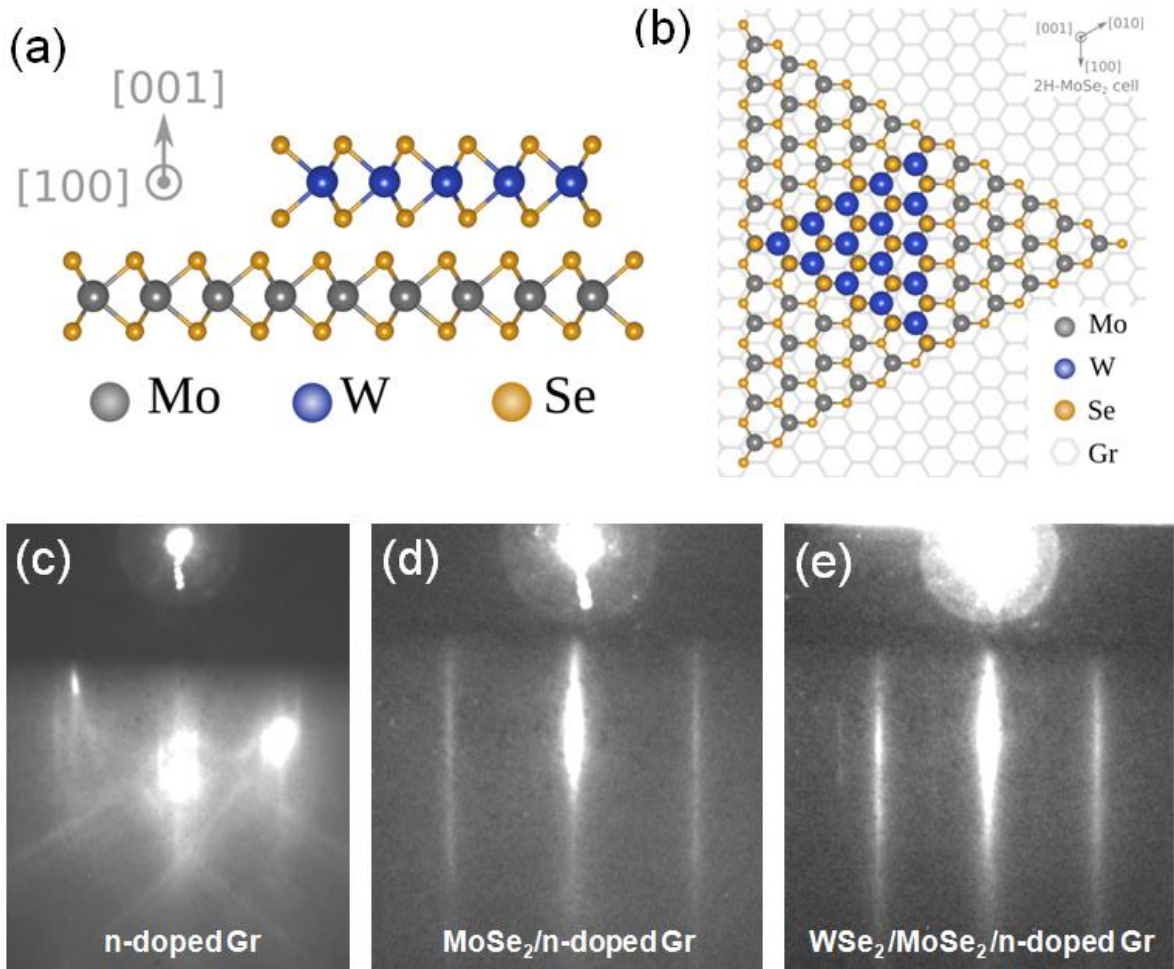 (a)
[001]
[100]
Mo
W
Se
(b)
[001]
[010]
[100]
2H-MoSe₂ cell
Mo
W
Se
Gr
(c)
n-doped Gr
(d)
MoSe₂/n-doped Gr
(e)
WSe₂/MoSe₂/n-doped Gr